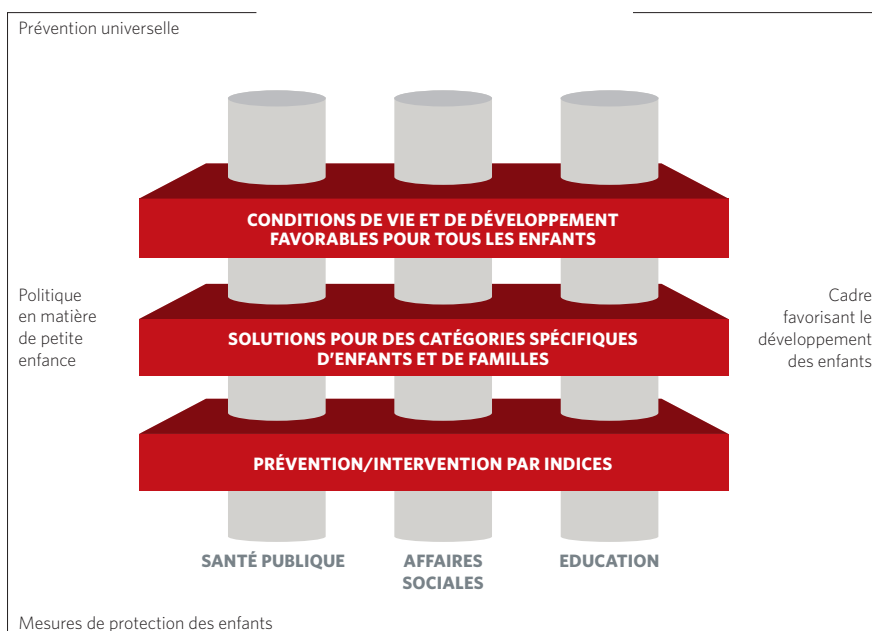 Prévention universelle
CONDITIONS DE VIE ET DE DÉVELOPPEMENT
FAVORABLES POUR TOUS LES ENFANTS
Politique
en matière
de petite
enfance
SOLUTIONS POUR DES CATÉGORIES SPÉCIFIQUES
D'ENFANTS ET DE FAMILLES
Cadre
favorisant le
développement
des enfants
PRÉVENTION/INTERVENTION PAR INDICES
SANTÉ PUBLIQUE
AFFAIRES
SOCIALES
EDUCATION
Mesures de protection des enfants